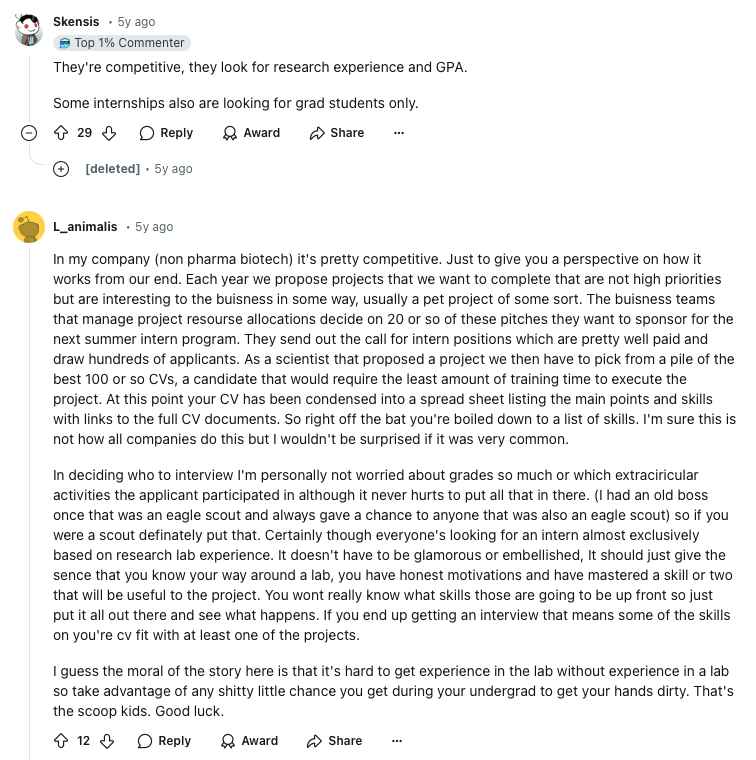 Skensis • 5y ago
Top 1% Commenter
They're competitive, they look for research experience and GPA.
Some internships also are looking for grad students only.
29 Reply Award Share ...
[deleted] • 5y ago
L_animalis • 5y ago
In my company (non pharma biotech) it's pretty competitive. Just to give you a perspective on how it
works from our end. Each year we propose projects that we want to complete that are not high priorities
but are interesting to the buisness in some way, usually a pet project of some sort. The buisness teams
that manage project resourse allocations decide on 20 or so of these pitches they want to sponsor for the
next summer intern program. They send out the call for intern positions which are pretty well paid and
draw hundreds of applicants. As a scientist that proposed a project we then have to pick from a pile of the
best 100 or so CVs, a candidate that would require the least amount of training time to execute the
project. At this point your CV has been condensed into a spread sheet listing the main points and skills
with links to the full CV documents. So right off the bat you're boiled down to a list of skills. I'm sure this is
not how all companies do this but I wouldn't be surprised if it was very common.
In deciding who to interview I'm personally not worried about grades so much or which extraciricular
activities the applicant participated in although it never hurts to put all that in there. (I had an old boss
once that was an eagle scout and always gave a chance to anyone that was also an eagle scout) so if you
were a scout definately put that. Certainly though everyone's looking for an intern almost exclusively
based on research lab experience. It doesn't have to be glamorous or embellished, It should just give the
sence that you know your way around a lab, you have honest motivations and have mastered a skill or two
that will be useful to the project. You wont really know what skills those are going to be up front so just
put it all out there and see what happens. If you end up getting an interview that means some of the skills
on you're cv fit with at least one of the projects.
I guess the moral of the story here is that it's hard to get experience in the lab without experience in a lab
so take advantage of any shitty little chance you get during your undergrad to get your hands dirty. That's
the scoop kids. Good luck.
12 Reply Award Share ...